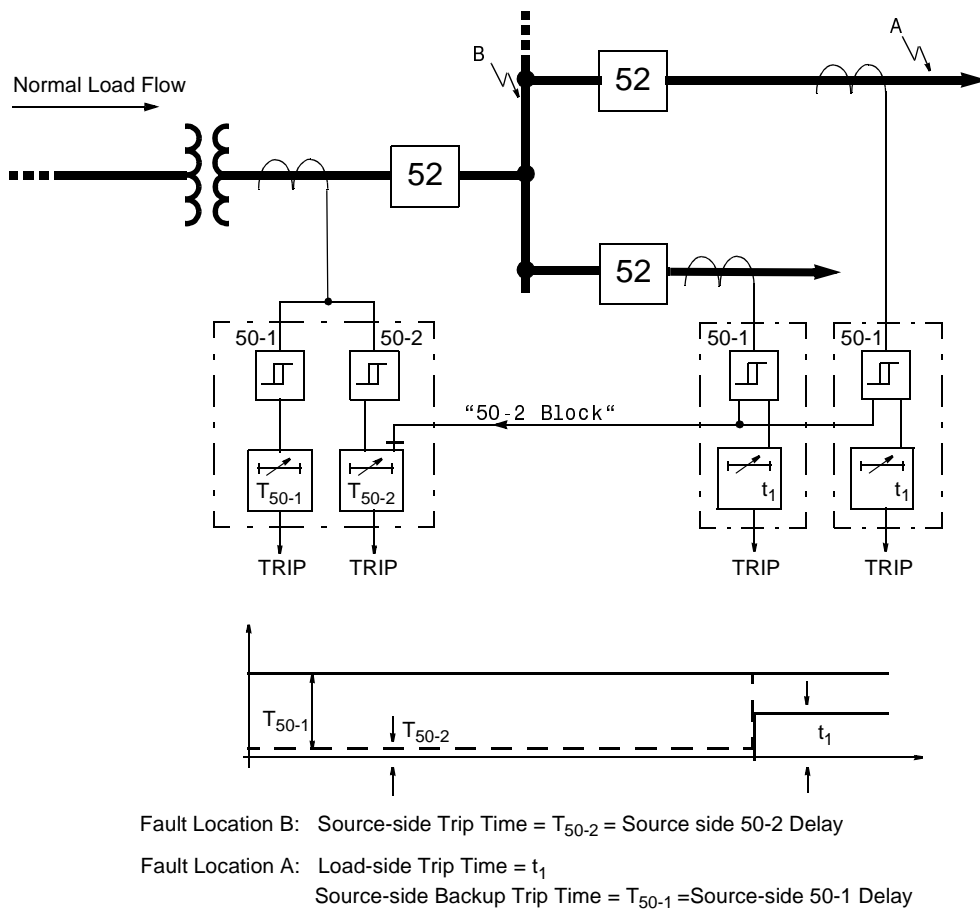 B
A
Normal Load Flow
52
52
52
50-1
50-2
50-1
50-1
“50-2 Block“
T50-1
T50-2
t1
t1
TRIP
TRIP
TRIP
TRIP
T50-1
T50-2
t1
Fault Location B: Source-side Trip Time = T50-2 = Source side 50-2 Delay
Fault Location A: Load-side Trip Time = t1
Source-side Backup Trip Time = T50-1 =Source-side 50-1 Delay